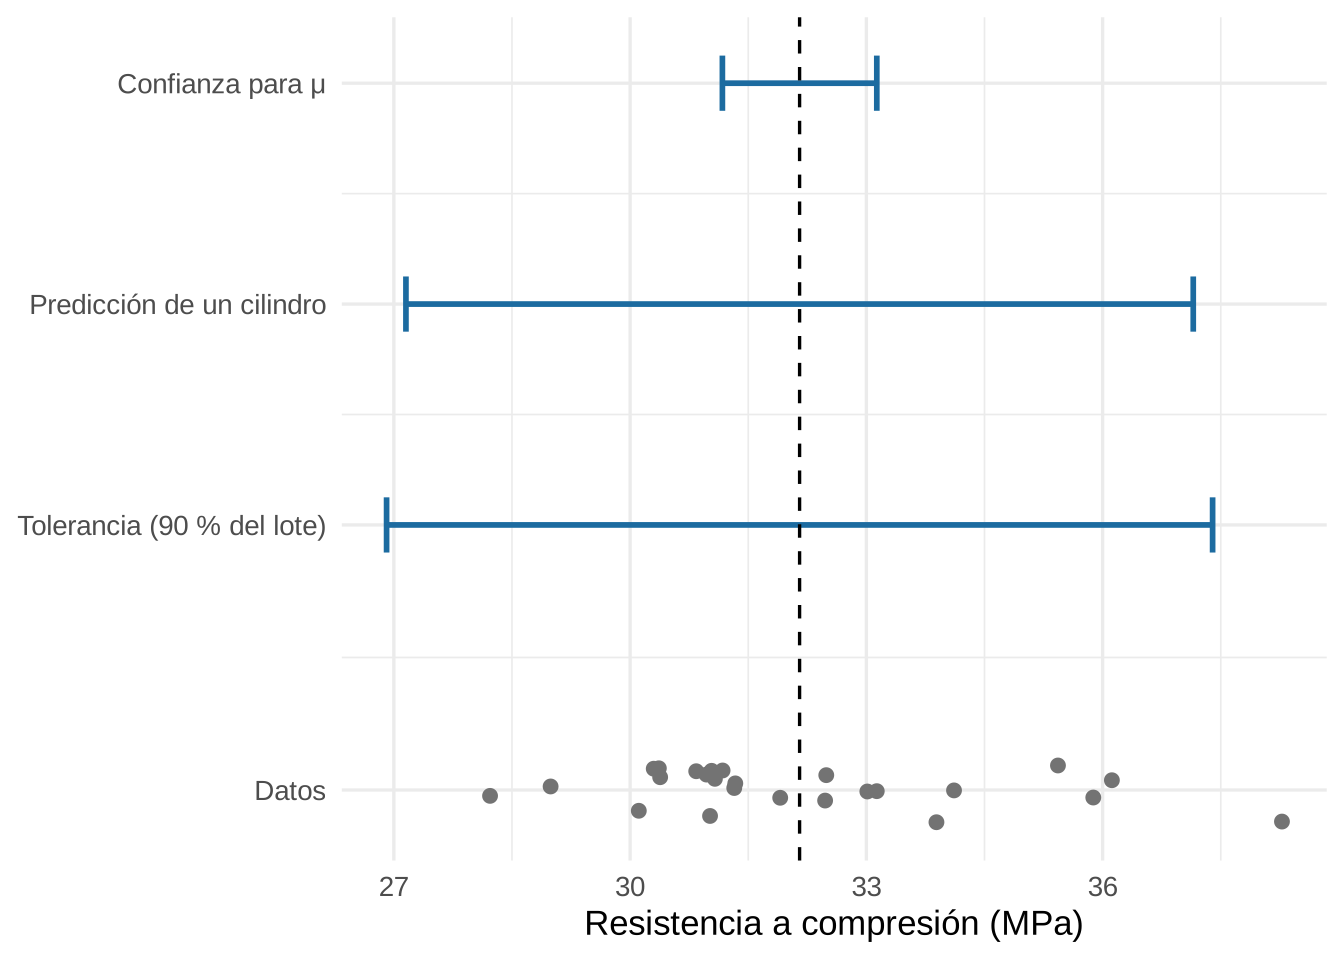 Confianza para μ
Predicción de un cilindro
Tolerancia (90 % del lote)
Datos
27 30 33 36
Resistencia a compresión (MPa)